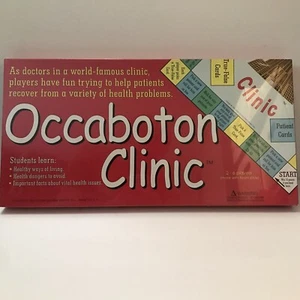 As doctors in a world-famous clinic,
players have fun trying to help patients
recover from a variety of health problems.
Occaboton
Clinic
™
Students learn:
• Healthy ways of living
• Health dangers to avoid
• Important facts about vital health issues
True-False
Cards
Clinic
Patient
Cards
START